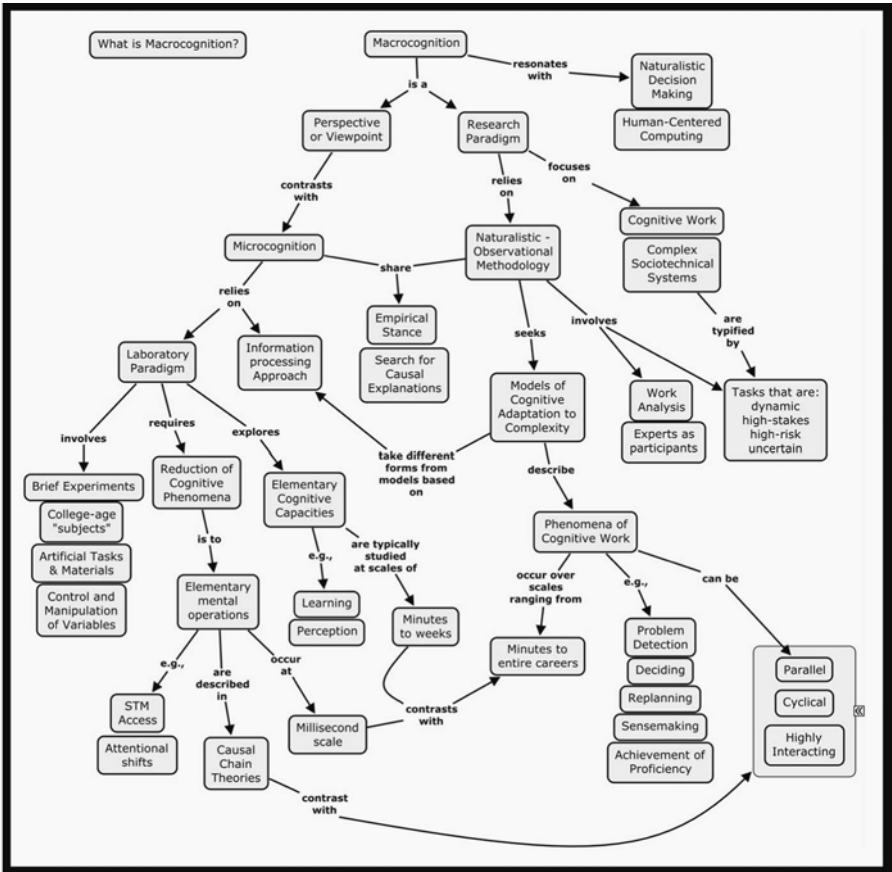 What is Macrocognition?
Macrocognition
resonates
with
Naturalistic
Decision
Making
Human-Centered
Computing
is a
Perspective
or Viewpoint
Research
Paradigm
contrasts
with
relies
on
focuses
on
Cognitive Work
Complex
Sociotechnical
Systems
Microcognition
share
Naturalistic -
Observational
Methodology
relies
on
Empirical
Stance
Search for
Causal
Explanations
seeks
involves
are
typified
by
Laboratory
Paradigm
Information
processing
Approach
Models of
Cognitive
Adaptation to
Complexity
Work
Analysis
Experts as
participants
Tasks that are:
dynamic
high-stakes
high-risk
uncertain
involves
requires
explores
take different
forms from
models based
on
describe
Brief Experiments
College-age
"subjects"
Artificial Tasks
& Materials
Control and
Manipulation
of Variables
Reduction of
Cognitive
Phenomena
Elementary
Cognitive
Capacities
Phenomena of
Cognitive Work
is to
e.g.,
are typically
studied
at scales of
occur over
scales
ranging from
e.g.,
can be
Elementary
mental
operations
Learning
Perception
Minutes
to weeks
Minutes to
entire careers
Problem
Detection
Deciding
Replanning
Sensemaking
Achievement of
Proficiency
Parallel
Cyclical
Highly
Interacting
e.g.,
are
described
in
occur
at
STM
Access
Attentional
shifts
Causal
Chain
Theories
Millisecond
scale
contrasts
with
contrast
with